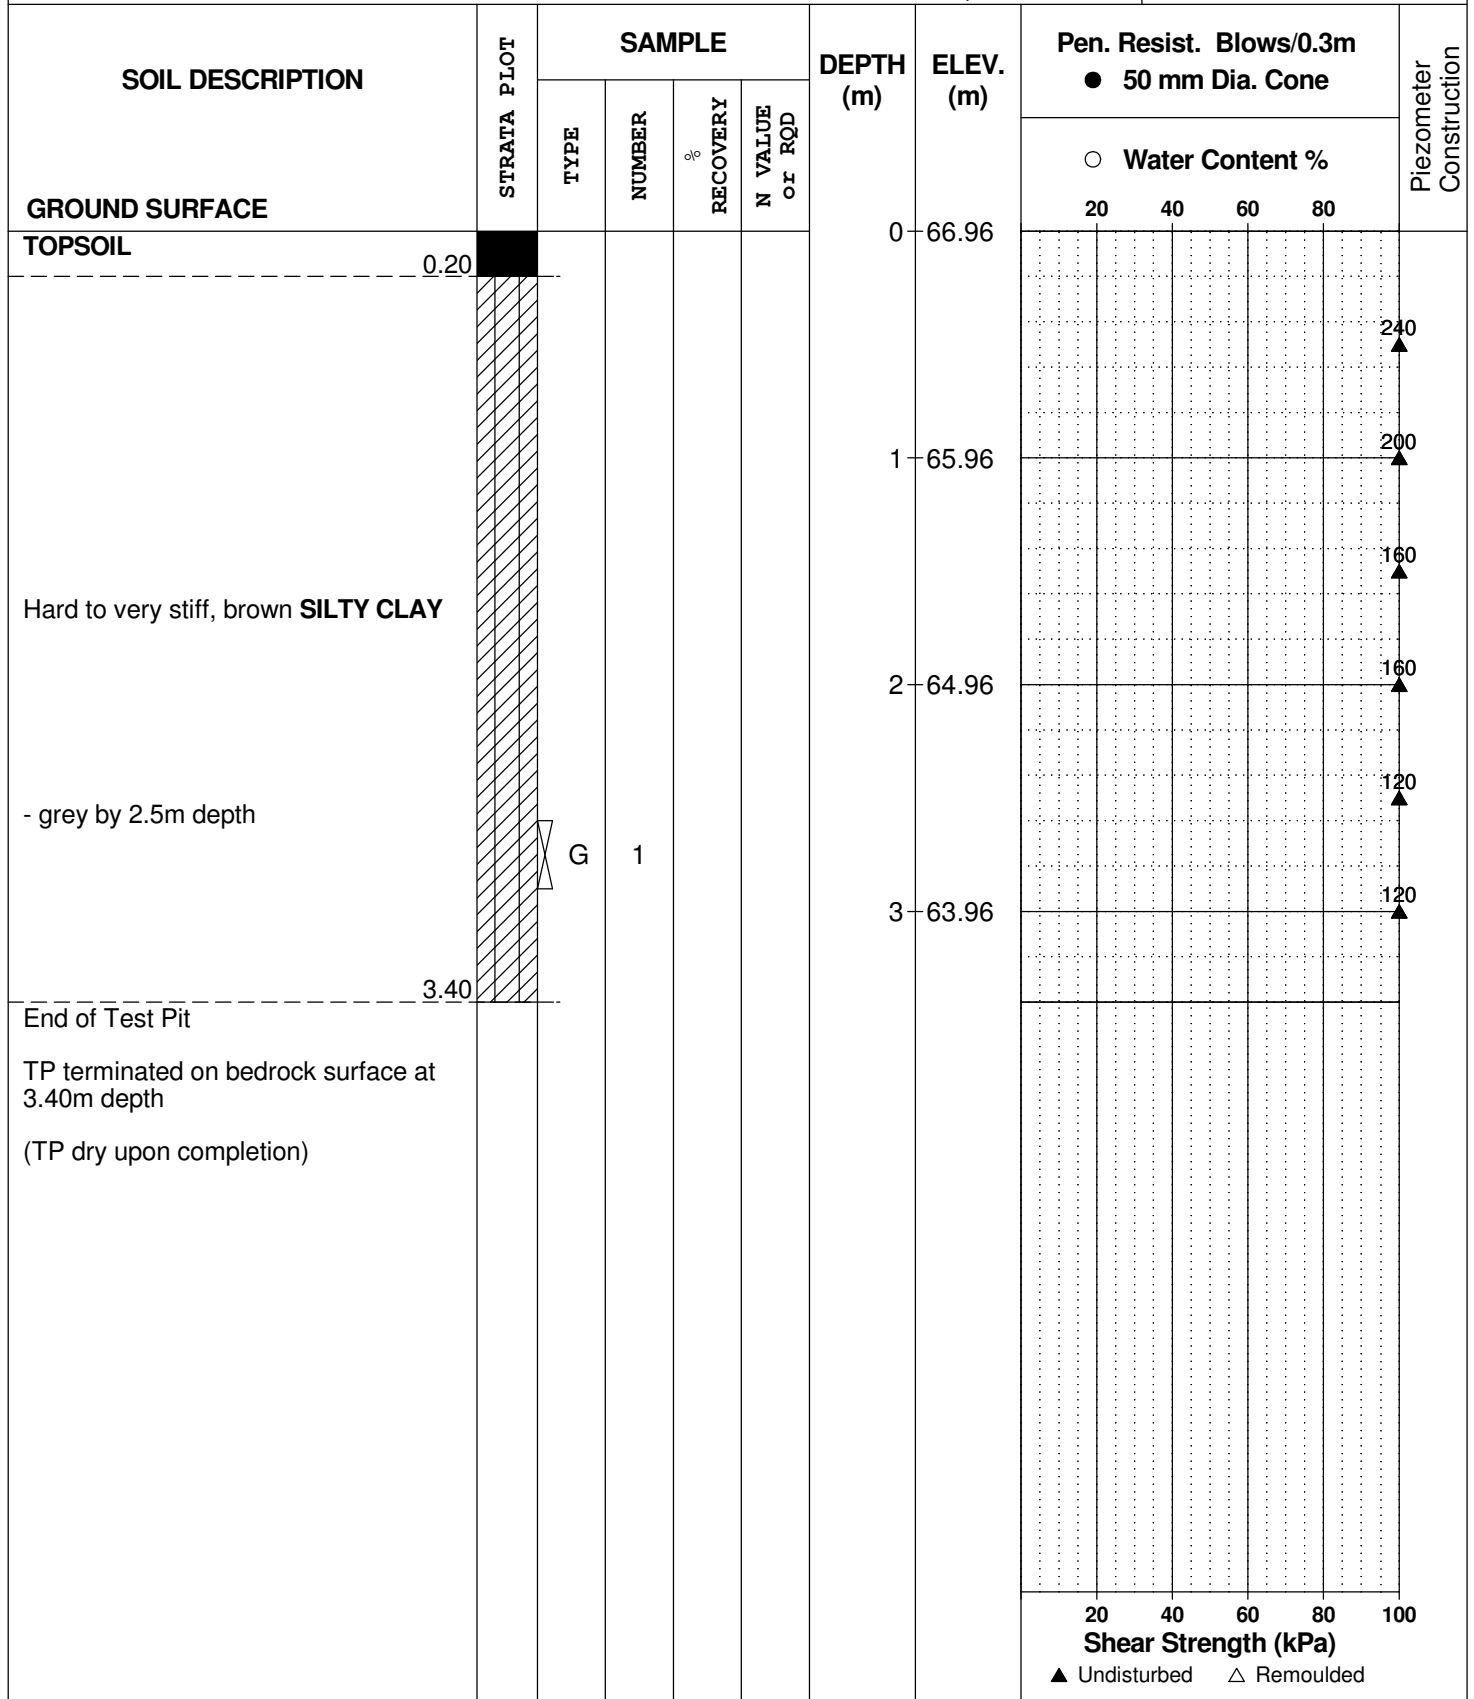 SOIL DESCRIPTION
GROUND SURFACE
STRATA PLOT
SAMPLE
TYPE
NUMBER
%
RECOVERY
N VALUE
or RQD
DEPTH
(m)
ELEV.
(m)
Pen. Resist. Blows/0.3m
● 50 mm Dia. Cone
○ Water Content %
20 40 60 80
Piezometer
Construction
TOPSOIL
0.20
0 66.96
240
1 65.96
200
160
Hard to very stiff, brown SILTY CLAY
2 64.96
160
- grey by 2.5m depth
120
G 1
3 63.96
120
3.40
End of Test Pit
TP terminated on bedrock surface at
3.40m depth
(TP dry upon completion)
20 40 60 80 100
Shear Strength (kPa)
▲ Undisturbed △ Remoulded